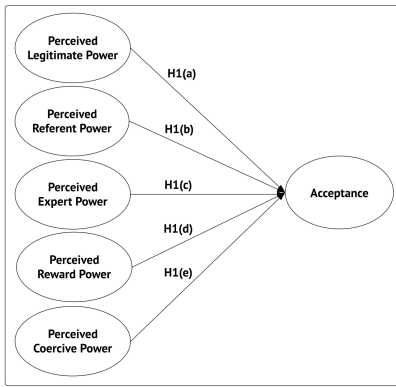 Perceived
Legitimate Power
H1(a)
Perceived
Referent Power
H1(b)
Perceived
Expert Power
H1(c)
Acceptance
H1(d)
Perceived
Reward Power
H1(e)
Perceived
Coercive Power